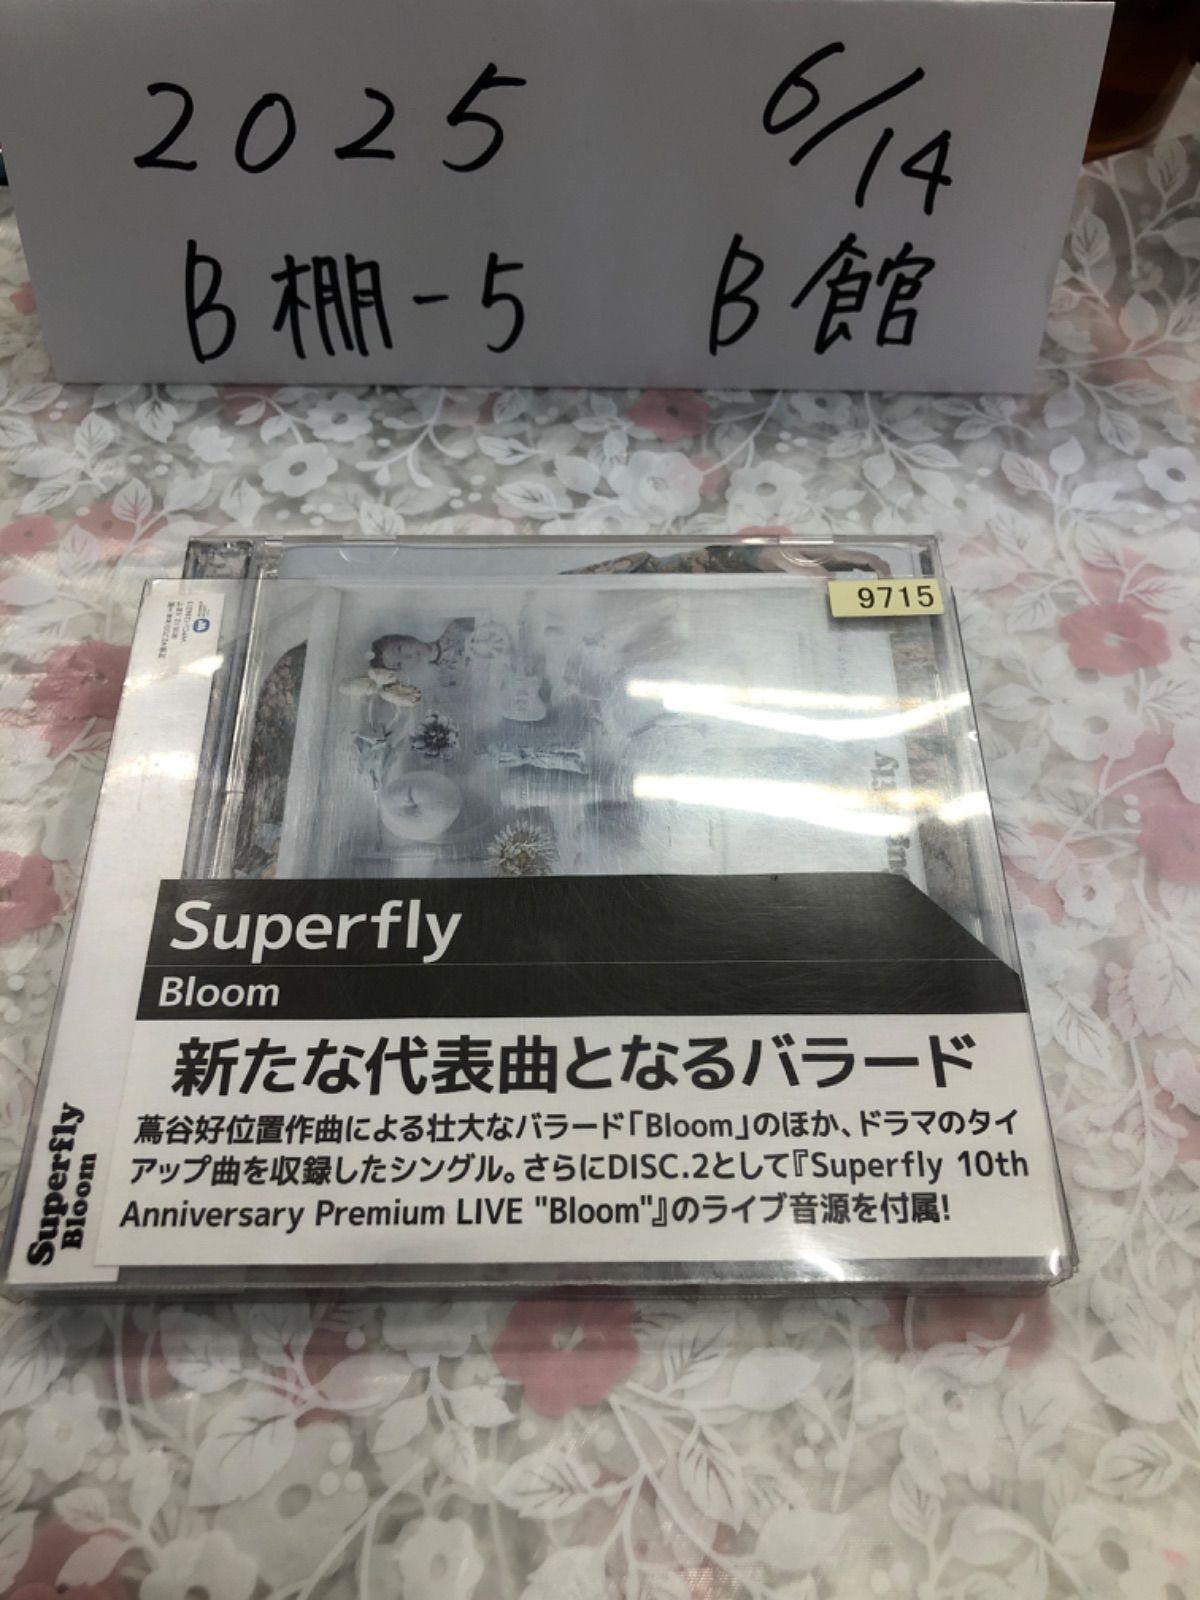 2025 6/14
B棚-5 B館
9715
Superfly
Bloom
新たな代表曲となるバラード
蔦谷好位置作曲による壮大なバラード「Bloom」のほか、ドラマのタイ
アップ曲を収録したシングル。さらにDISC.2として『Superfly 10th
Anniversary Premium LIVE "Bloom"』のライブ音源を付属!
Superfly
Bloom